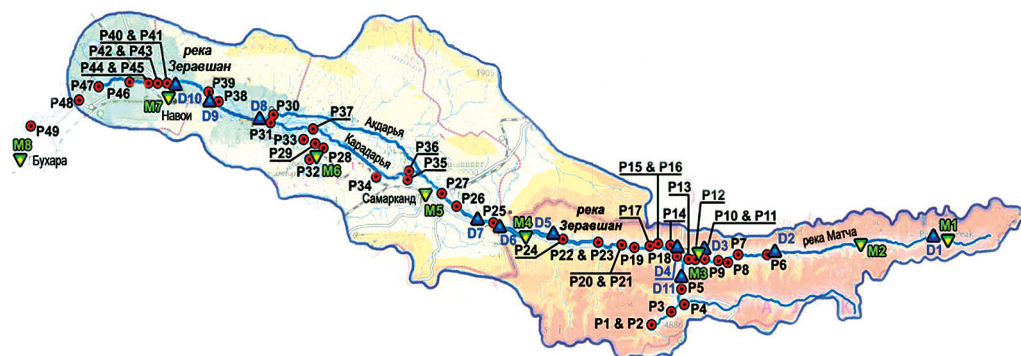 P40 & P41
P42 & P43
P44 & P45
река
Зеравшан
P39
P38
P47
P46
D10
D9
D8
P30
P37
1905
P48
M7
Навои
P49
M8
Бухара
P31
P33
P29
P28
P32
M6
Акдарья
Карадарья
P36
P35
P34
Самарканд
M5
P27
P26
P25
D7
D6
M4
D5
река
Зеравшан
P24
P22 & P23
P20 & P21
P19
P17
P15 & P16
P18
P14
P13
P12
P10 & P11
D3
D4
D11
M3
P9
P8
P7
P6
D2
река Матча
M2
M1
D1
P5
P4
P3
P1 & P2
4886